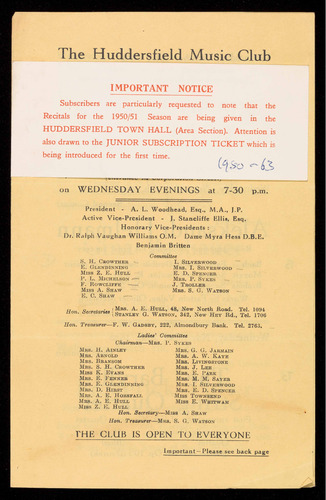 The Huddersfield Music Club
IMPORTANT NOTICE
Subscribers are particularly requested to note that the
Recitals for the 1950/51 Season are being given in the
HUDDERSFIELD TOWN HALL (Area Section). Attention is
also drawn to the JUNIOR SUBSCRIPTION TICKET which is
being introduced for the first time.
1950-63
on WEDNESDAY EVENINGS at 7-30 p.m.
President - A. L. Woodhead, Esq., M.A., J.P.
Active Vice-President - J. Stancliffe Ellis, Esq.
Honorary Vice-Presidents :
Dr. Ralph Vaughan Williams O.M. Dame Myra Hess D.B.E.
Benjamin Britten
Committee
S. H. CROWTHER I. SILVERWOOD
E. GLENDINNING MRS. I. SILVERWOOD
MISS Z. E. HULL E. D. SPENCER
P. L. MICHELSON MRS. P. SYKES
F. ROWCLIFFE J. TROLLER
MISS A. SHAW MRS. S. G. WATSON
E. C. SHAW
Hon. Secretaries : MRS. A. E. HULL, 48, New North Road. Tel. 1094
STANLEY G. WATSON, 342, New Hey Rd., Tel. 1706
Hon. Treasurer—F. W. GADSBY, 222, Almondbury Bank. Tel. 2761.
Ladies' Committee
Chairman—MRS. P. SYKES
MRS. H. AINLEY MRS. G. G. JARMAIN
MRS. ARNOLD MRS. A. W. KAYE
MRS. BRANSOM MRS. LIVINGSTONE
MRS. S. H. CROWTHER MRS. J. LEE
MISS K. EVANS MRS. E. PARK
MRS. E. FENNER MRS. M. M. SAYER
MRS. E. GLENDINNING MRS. I. SILVERWOOD
MRS. D. HIRST MRS. E. D. SPENCER
MRS. A. E. HORSFALL MISS TOWNSEND
MRS. A. E. HULL MISS E. WHITWAM
MISS Z. E. HULL
Hon. Secretary—MISS A. SHAW
Hon. Treasurer—MRS. S. G. WATSON
THE CLUB IS OPEN TO EVERYONE
Important—Please see back page